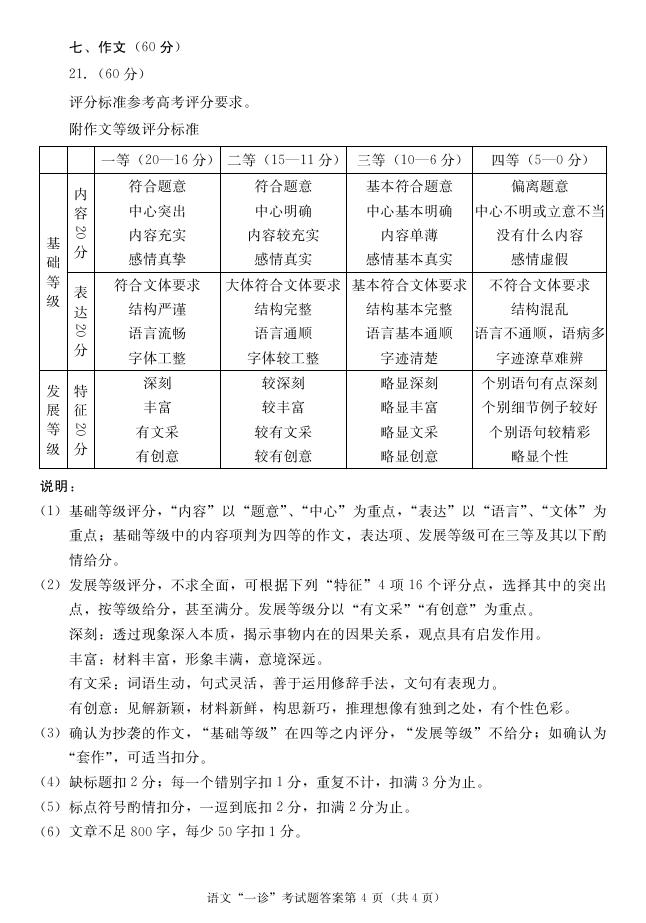 七、作文（60分）
21.（60分）
评分标准参考高考评分要求。
附作文等级评分标准
一等（20—16分） 二等（15—11分） 三等（10—6分） 四等（5—0分）
基础等级
内容20分
符合题意 符合题意 基本符合题意 偏离题意
中心突出 中心明确 中心基本明确 中心不明或立意不当
内容充实 内容较充实 内容单薄 没有什么内容
感情真挚 感情真实 感情基本真实 感情虚假
表达20分
符合文体要求 大体符合文体要求 基本符合文体要求 不符合文体要求
结构严谨 结构完整 结构基本完整 结构混乱
语言流畅 语言通顺 语言基本通顺 语言不通顺，语病多
字体工整 字体较工整 字迹清楚 字迹潦草难辨
发展等级
特征20分
深刻 较深刻 略显深刻 个别语句有点深刻
丰富 较丰富 略显丰富 个别细节例子较好
有文采 较有文采 略显文采 个别语句较精彩
有创意 较有创意 略显创意 略显个性
说明：
（1）基础等级评分，“内容”以“题意”、“中心”为重点，“表达”以“语言”、“文体”为
重点；基础等级中的内容项判为四等的作文，表达项、发展等级可在三等及其以下酌
情给分。
（2）发展等级评分，不求全面，可根据下列“特征”4项16个评分点，选择其中的突出
点，按等级给分，甚至满分。发展等级分以“有文采”“有创意”为重点。
深刻：透过现象深入本质，揭示事物内在的因果关系，观点具有启发作用。
丰富：材料丰富，形象丰满，意境深远。
有文采：词语生动，句式灵活，善于运用修辞手法，文句有表现力。
有创意：见解新颖，材料新鲜，构思新巧，推理想像有独到之处，有个性色彩。
（3）确认为抄袭的作文，“基础等级”在四等之内评分，“发展等级”不给分；如确认为
“套作”，可适当扣分。
（4）缺标题扣2分；每一个错别字扣1分，重复不计，扣满3分为止。
（5）标点符号酌情扣分，一逗到底扣2分，扣满2分为止。
（6）文章不足800字，每少50字扣1分。
语文“一诊”考试题答案第4页（共4页）